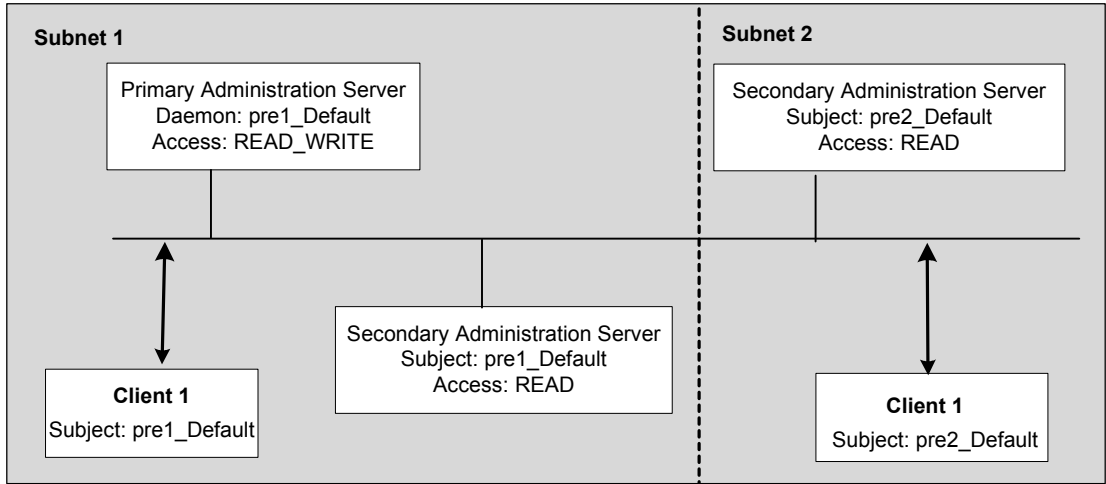 Subnet 1
Primary Administration Server
Daemon: pre1_Default
Access: READ_WRITE
Secondary Administration Server
Subject: pre1_Default
Access: READ
Client 1
Subject: pre1_Default
Subnet 2
Secondary Administration Server
Subject: pre2_Default
Access: READ
Client 1
Subject: pre2_Default